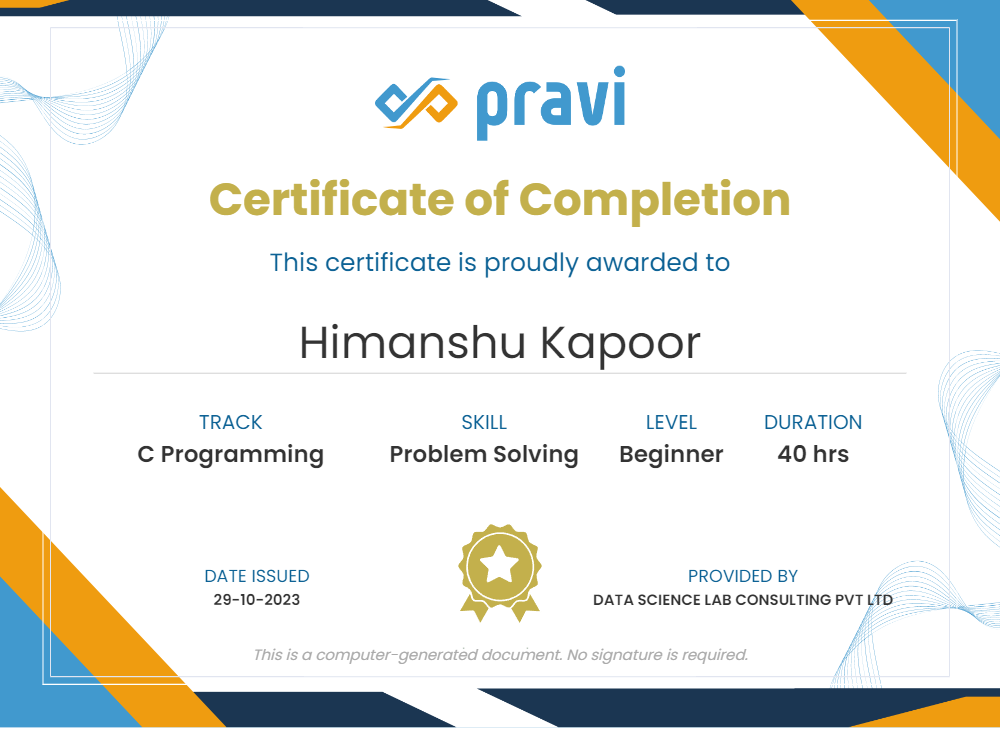 pravi
Certificate of Completion
This certificate is proudly awarded to
Himanshu Kapoor
TRACK SKILL LEVEL DURATION
C Programming Problem Solving Beginner 40 hrs
DATE ISSUED PROVIDED BY
29-10-2023 DATA SCIENCE LAB CONSULTING PVT LTD
This is a computer-generated document. No signature is required.